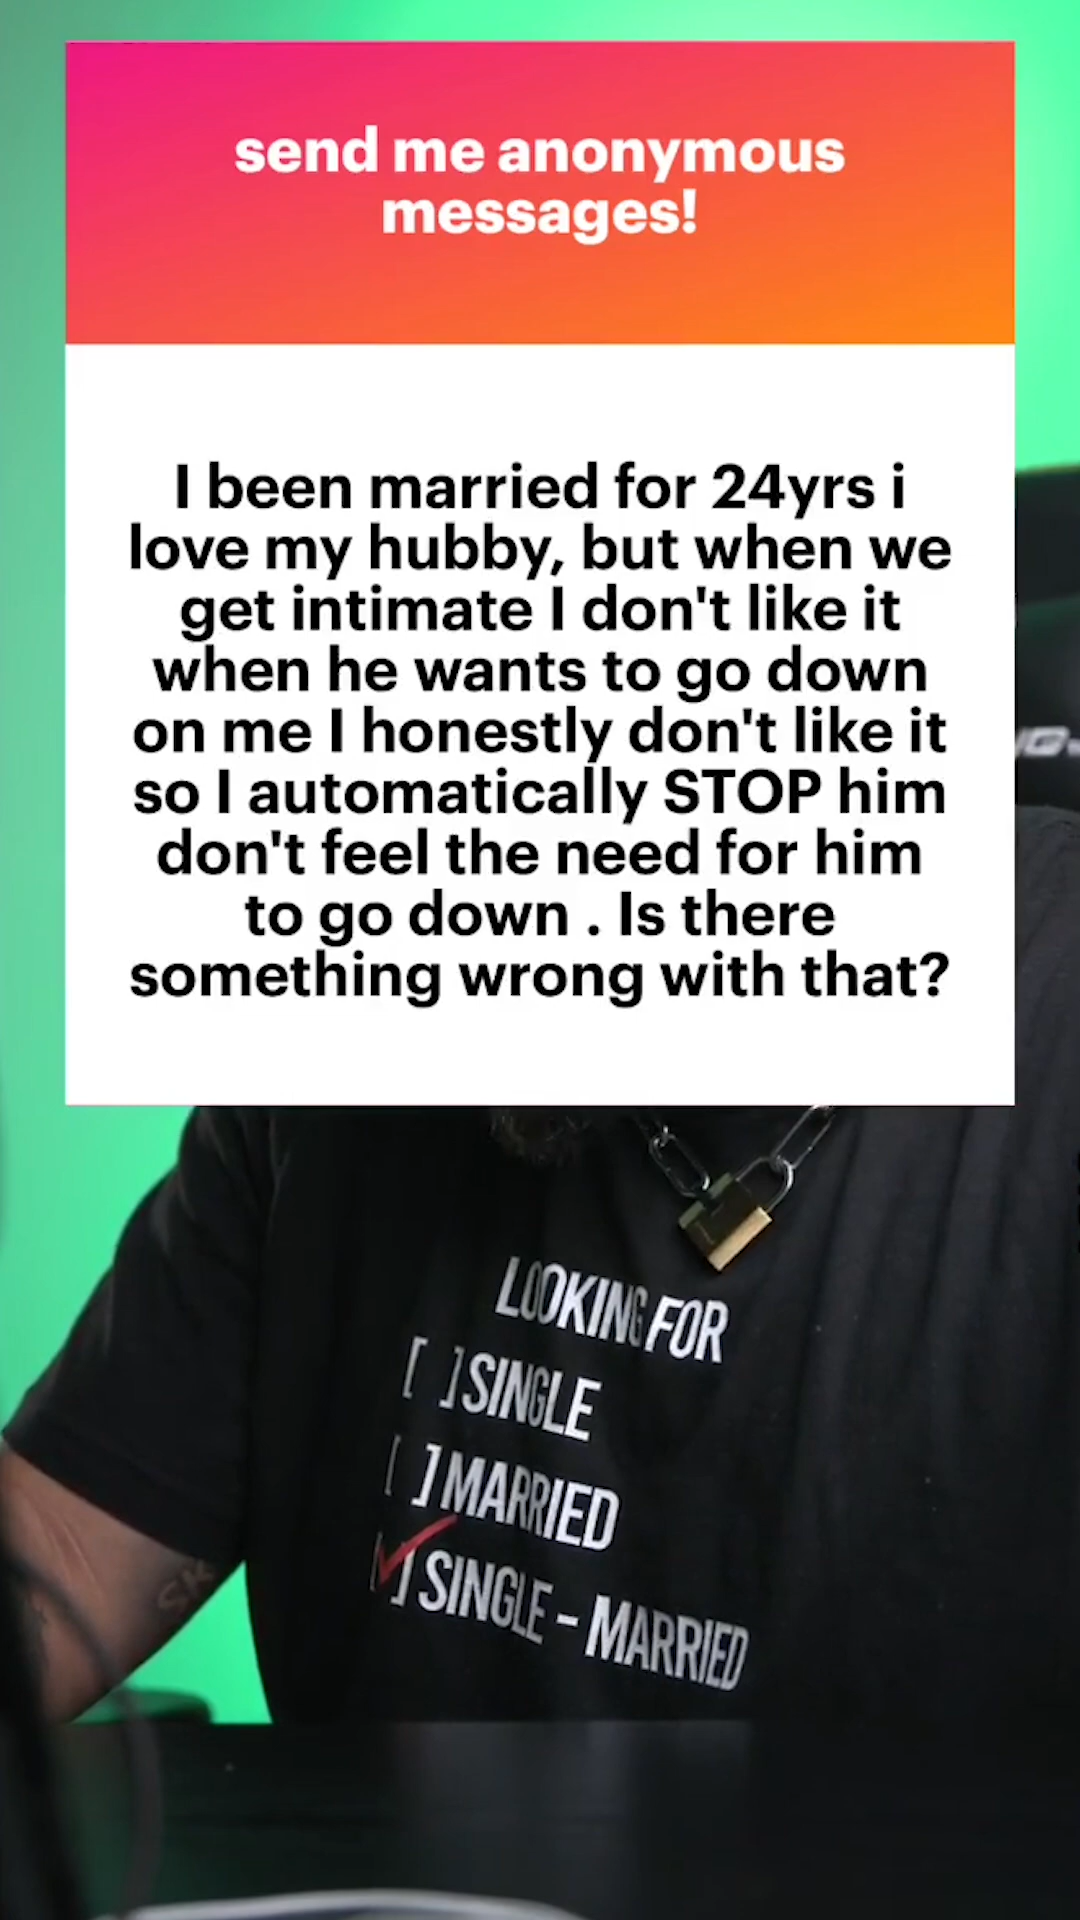 send me anonymous
messages!
I been married for 24yrs i
love my hubby, but when we
get intimate I don't like it
when he wants to go down
on me I honestly don't like it
so I automatically STOP him
don't feel the need for him
to go down . Is there
something wrong with that?
LOOKING FOR
[ ] SINGLE
[ ] MARRIED
[✓] SINGLE - MARRIED